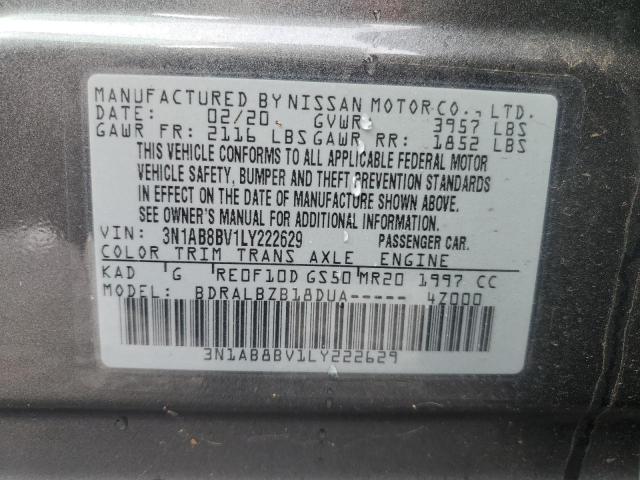 MANUFACTURED BY NISSAN MOTOR CO., LTD.
DATE: 02/20 GVWR: 3957 LBS
GAWR FR: 2116 LBS GAWR RR: 1852 LBS
THIS VEHICLE CONFORMS TO ALL APPLICABLE FEDERAL MOTOR
VEHICLE SAFETY, BUMPER AND THEFT PREVENTION STANDARDS
IN EFFECT ON THE DATE OF MANUFACTURE SHOWN ABOVE.
SEE OWNER'S MANUAL FOR ADDITIONAL INFORMATION.
VIN: 3N1AB8BV1LY222629 PASSENGER CAR.
COLOR TRIM TRANS AXLE ENGINE
KAD G RE0F10D GS50 MR20 1997 CC
MODEL: BDRALBZB18DUA----- 4Z000
3N1AB8BV1LY222629